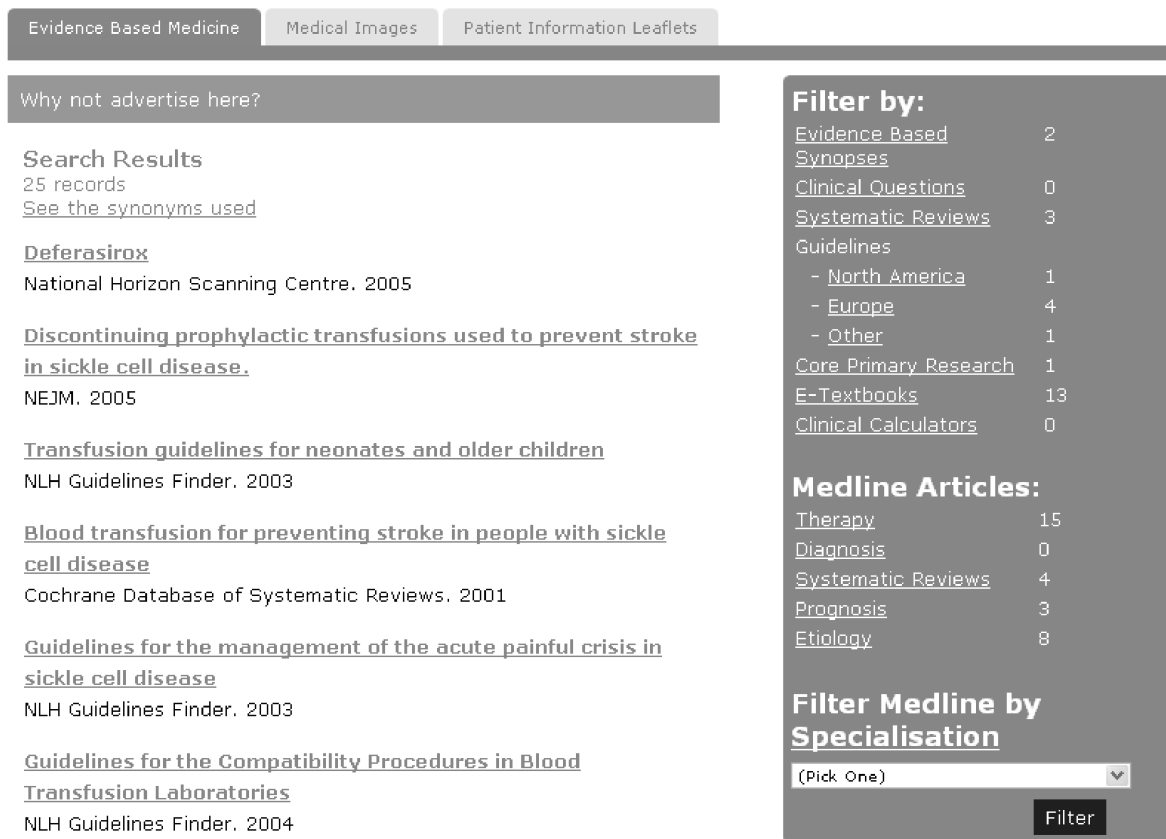 Evidence Based Medicine
Medical Images
Patient Information Leaflets
Why not advertise here?
Search Results
25 records
See the synonyms used
Deferasirox
National Horizon Scanning Centre. 2005
Discontinuing prophylactic transfusions used to prevent stroke
in sickle cell disease.
NEJM. 2005
Transfusion guidelines for neonates and older children
NLH Guidelines Finder. 2003
Blood transfusion for preventing stroke in people with sickle
cell disease
Cochrane Database of Systematic Reviews. 2001
Guidelines for the management of the acute painful crisis in
sickle cell disease
NLH Guidelines Finder. 2003
Guidelines for the Compatibility Procedures in Blood
Transfusion Laboratories
NLH Guidelines Finder. 2004
Filter by:
Evidence Based 2
Synopses
Clinical Questions 0
Systematic Reviews 3
Guidelines
- North America 1
- Europe 4
- Other 1
Core Primary Research 1
E-Textbooks 13
Clinical Calculators 0
Medline Articles:
Therapy 15
Diagnosis 0
Systematic Reviews 4
Prognosis 3
Etiology 8
Filter Medline by
Specialisation
(Pick One)
Filter